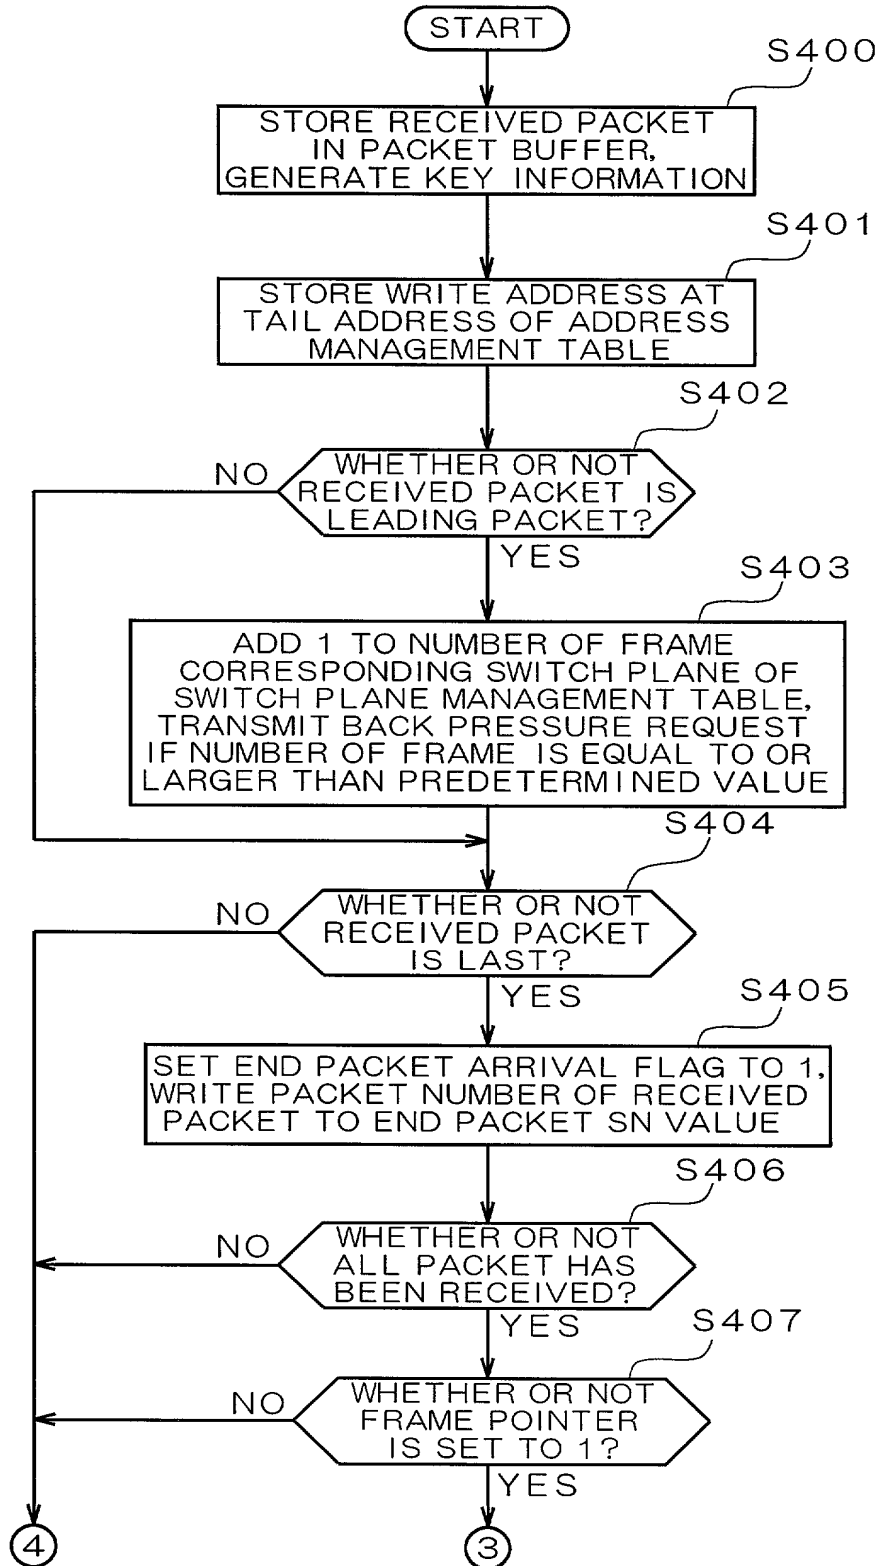 START
S400
STORE RECEIVED PACKET
IN PACKET BUFFER,
GENERATE KEY INFORMATION
S401
STORE WRITE ADDRESS AT
TAIL ADDRESS OF ADDRESS
MANAGEMENT TABLE
S402
NO
WHETHER OR NOT
RECEIVED PACKET IS
LEADING PACKET?
YES
S403
ADD 1 TO NUMBER OF FRAME
CORRESPONDING SWITCH PLANE OF
SWITCH PLANE MANAGEMENT TABLE,
TRANSMIT BACK PRESSURE REQUEST
IF NUMBER OF FRAME IS EQUAL TO OR
LARGER THAN PREDETERMINED VALUE
S404
NO
WHETHER OR NOT
RECEIVED PACKET
IS LAST?
YES
S405
SET END PACKET ARRIVAL FLAG TO 1,
WRITE PACKET NUMBER OF RECEIVED
PACKET TO END PACKET SN VALUE
S406
NO
WHETHER OR NOT
ALL PACKET HAS
BEEN RECEIVED?
YES
S407
NO
WHETHER OR NOT
FRAME POINTER
IS SET TO 1?
YES
4
3